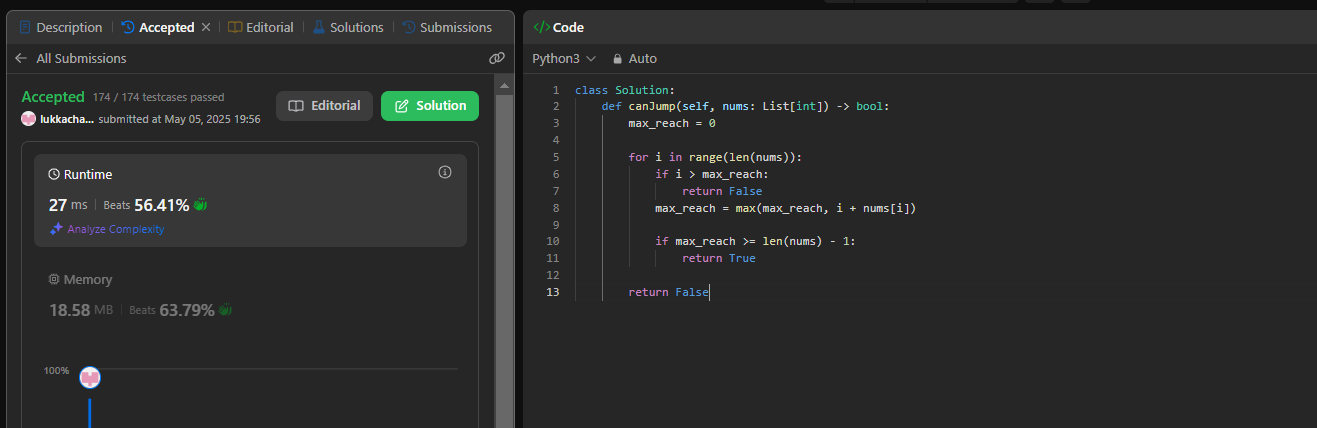 Description Accepted Editorial Solutions Submissions
All Submissions
Accepted 174 / 174 testcases passed
lukkacha... submitted at May 05, 2025 19:56
Editorial
Solution
Runtime
27 ms Beats 56.41%
Analyze Complexity
Memory
18.58 MB Beats 63.79%
100%
</> Code
Python3 Auto
1 class Solution:
2     def canJump(self, nums: List[int]) -> bool:
3         max_reach = 0
4
5         for i in range(len(nums)):
6             if i > max_reach:
7                 return False
8             max_reach = max(max_reach, i + nums[i])
9
10             if max_reach >= len(nums) - 1:
11                 return True
12
13         return False